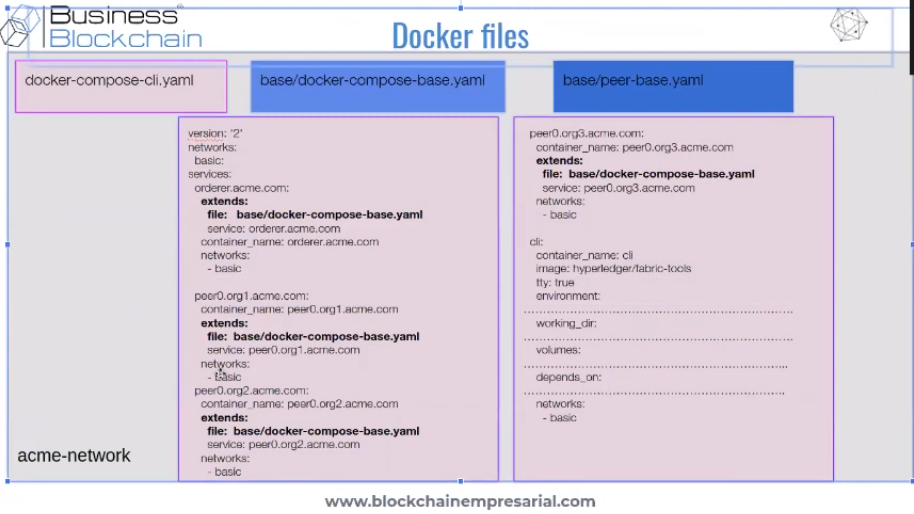 Business®
Blockchain
Docker files
docker-compose-cli.yaml
base/docker-compose-base.yaml
base/peer-base.yaml
version: '2'
networks:
basic:
services:
orderer.acme.com:
extends:
file: base/docker-compose-base.yaml
service: orderer.acme.com
container_name: orderer.acme.com
networks:
- basic
peer0.org1.acme.com:
container_name: peer0.org1.acme.com
extends:
file: base/docker-compose-base.yaml
service: peer0.org1.acme.com
networks:
- basic
peer0.org2.acme.com:
container_name: peer0.org2.acme.com
extends:
file: base/docker-compose-base.yaml
service: peer0.org2.acme.com
networks:
- basic
peer0.org3.acme.com:
container_name: peer0.org3.acme.com
extends:
file: base/docker-compose-base.yaml
service: peer0.org3.acme.com
networks:
- basic
cli:
container_name: cli
image: hyperledger/fabric-tools
tty: true
environment:
working_dir:
volumes:
depends_on:
networks:
- basic
acme-network
www.blockchainempresarial.com